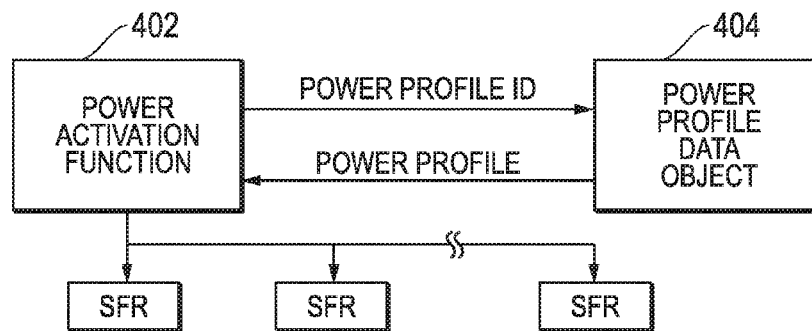 402
404
POWER
ACTIVATION
FUNCTION
POWER PROFILE ID
POWER PROFILE
POWER
PROFILE
DATA
OBJECT
SFR
SFR
SFR